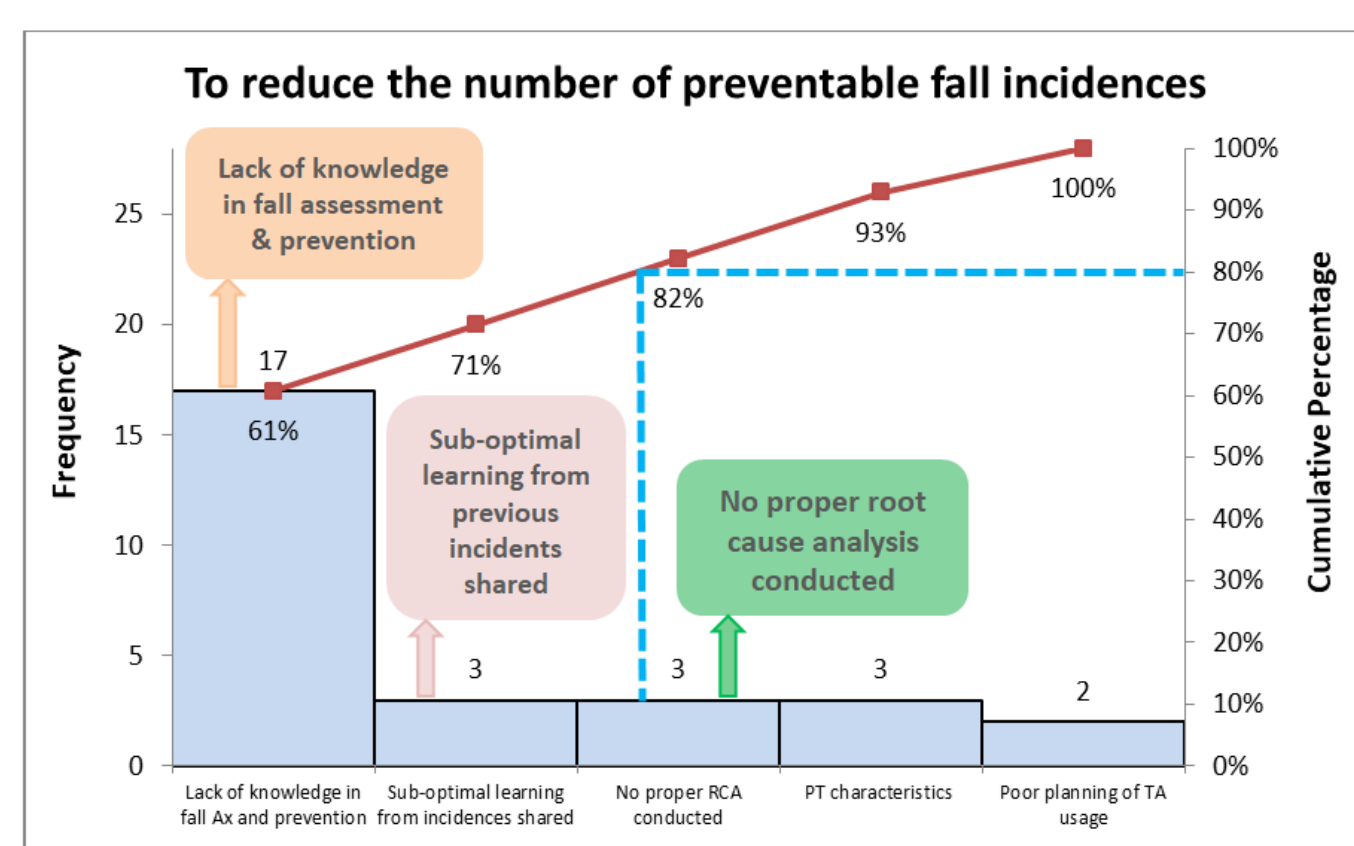 To reduce the number of preventable fall incidences
Lack of knowledge
in fall assessment
& prevention
Sub-optimal
learning from
previous
incidents
shared
No proper root
cause analysis
conducted
Frequency
25
20
15
10
5
0
17
3
3
3
2
61%
71%
82%
93%
100%
100%
90%
80%
70%
60%
50%
40%
30%
20%
10%
0%
Cumulative Percentage
Lack of knowledge in
fall Ax and prevention
Sub-optimal learning
from incidences shared
No proper RCA
conducted
PT characteristics
Poor planning of TA
usage